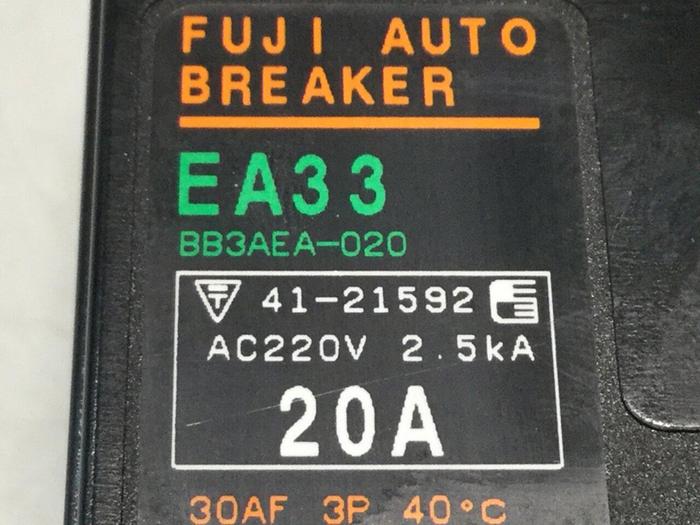 FUJI AUTO
BREAKER
EA33
BB3AEA-020
41-21592
AC220V 2.5kA
20A
30AF 3P 40°C